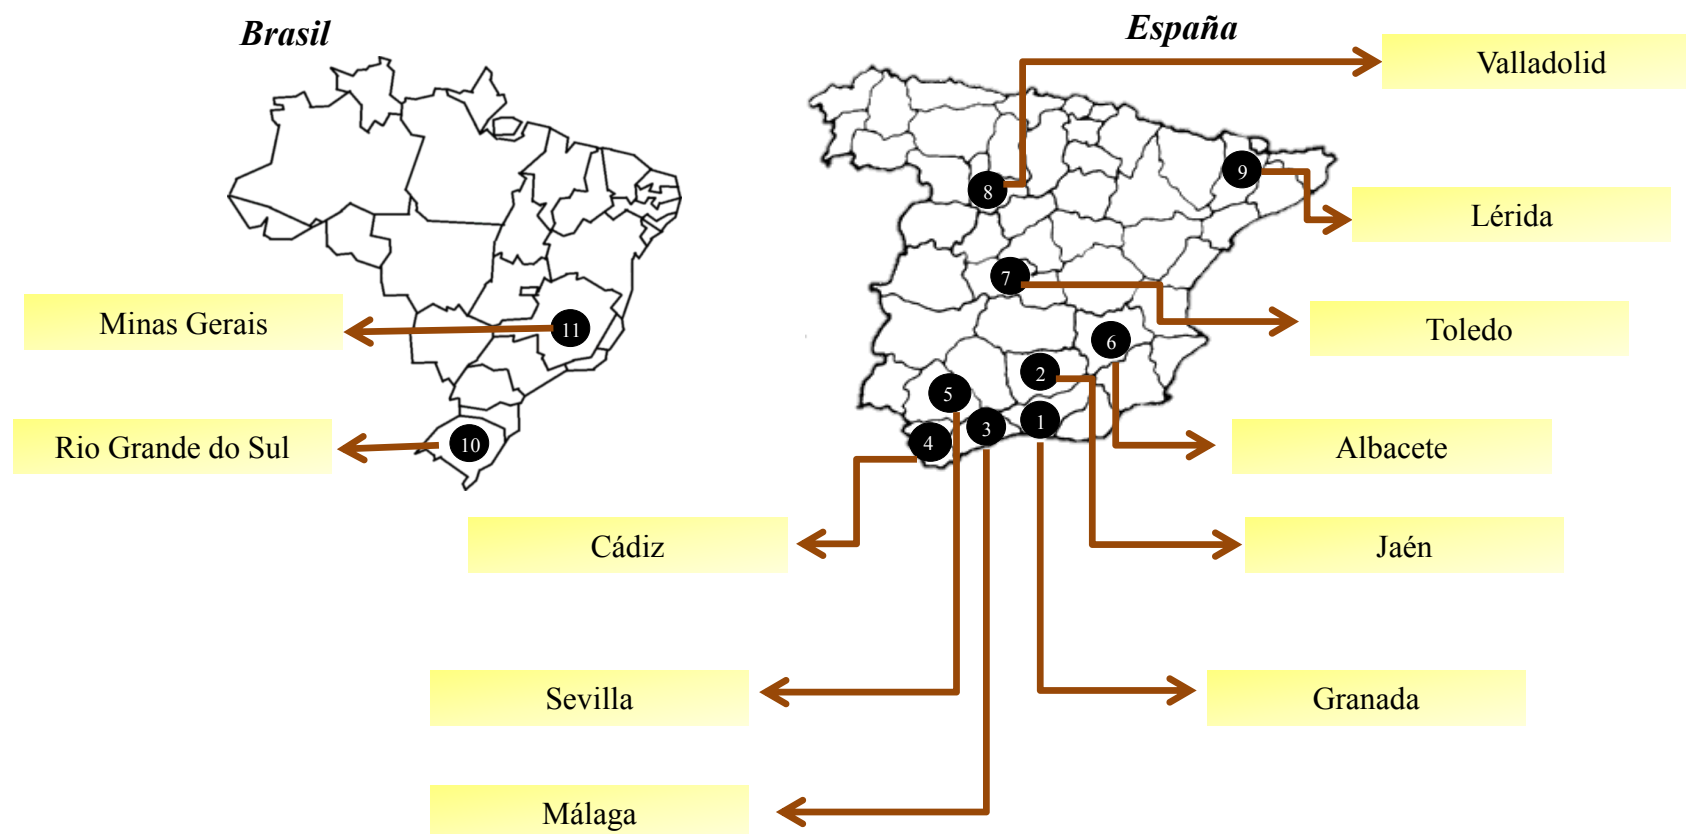 Brasil
España
Valladolid
9
8
Lérida
7
Minas Gerais
11
Toledo
6
2
5
1
3
4
Rio Grande do Sul
10
Albacete
Cádiz
Jaén
Sevilla
Granada
Málaga